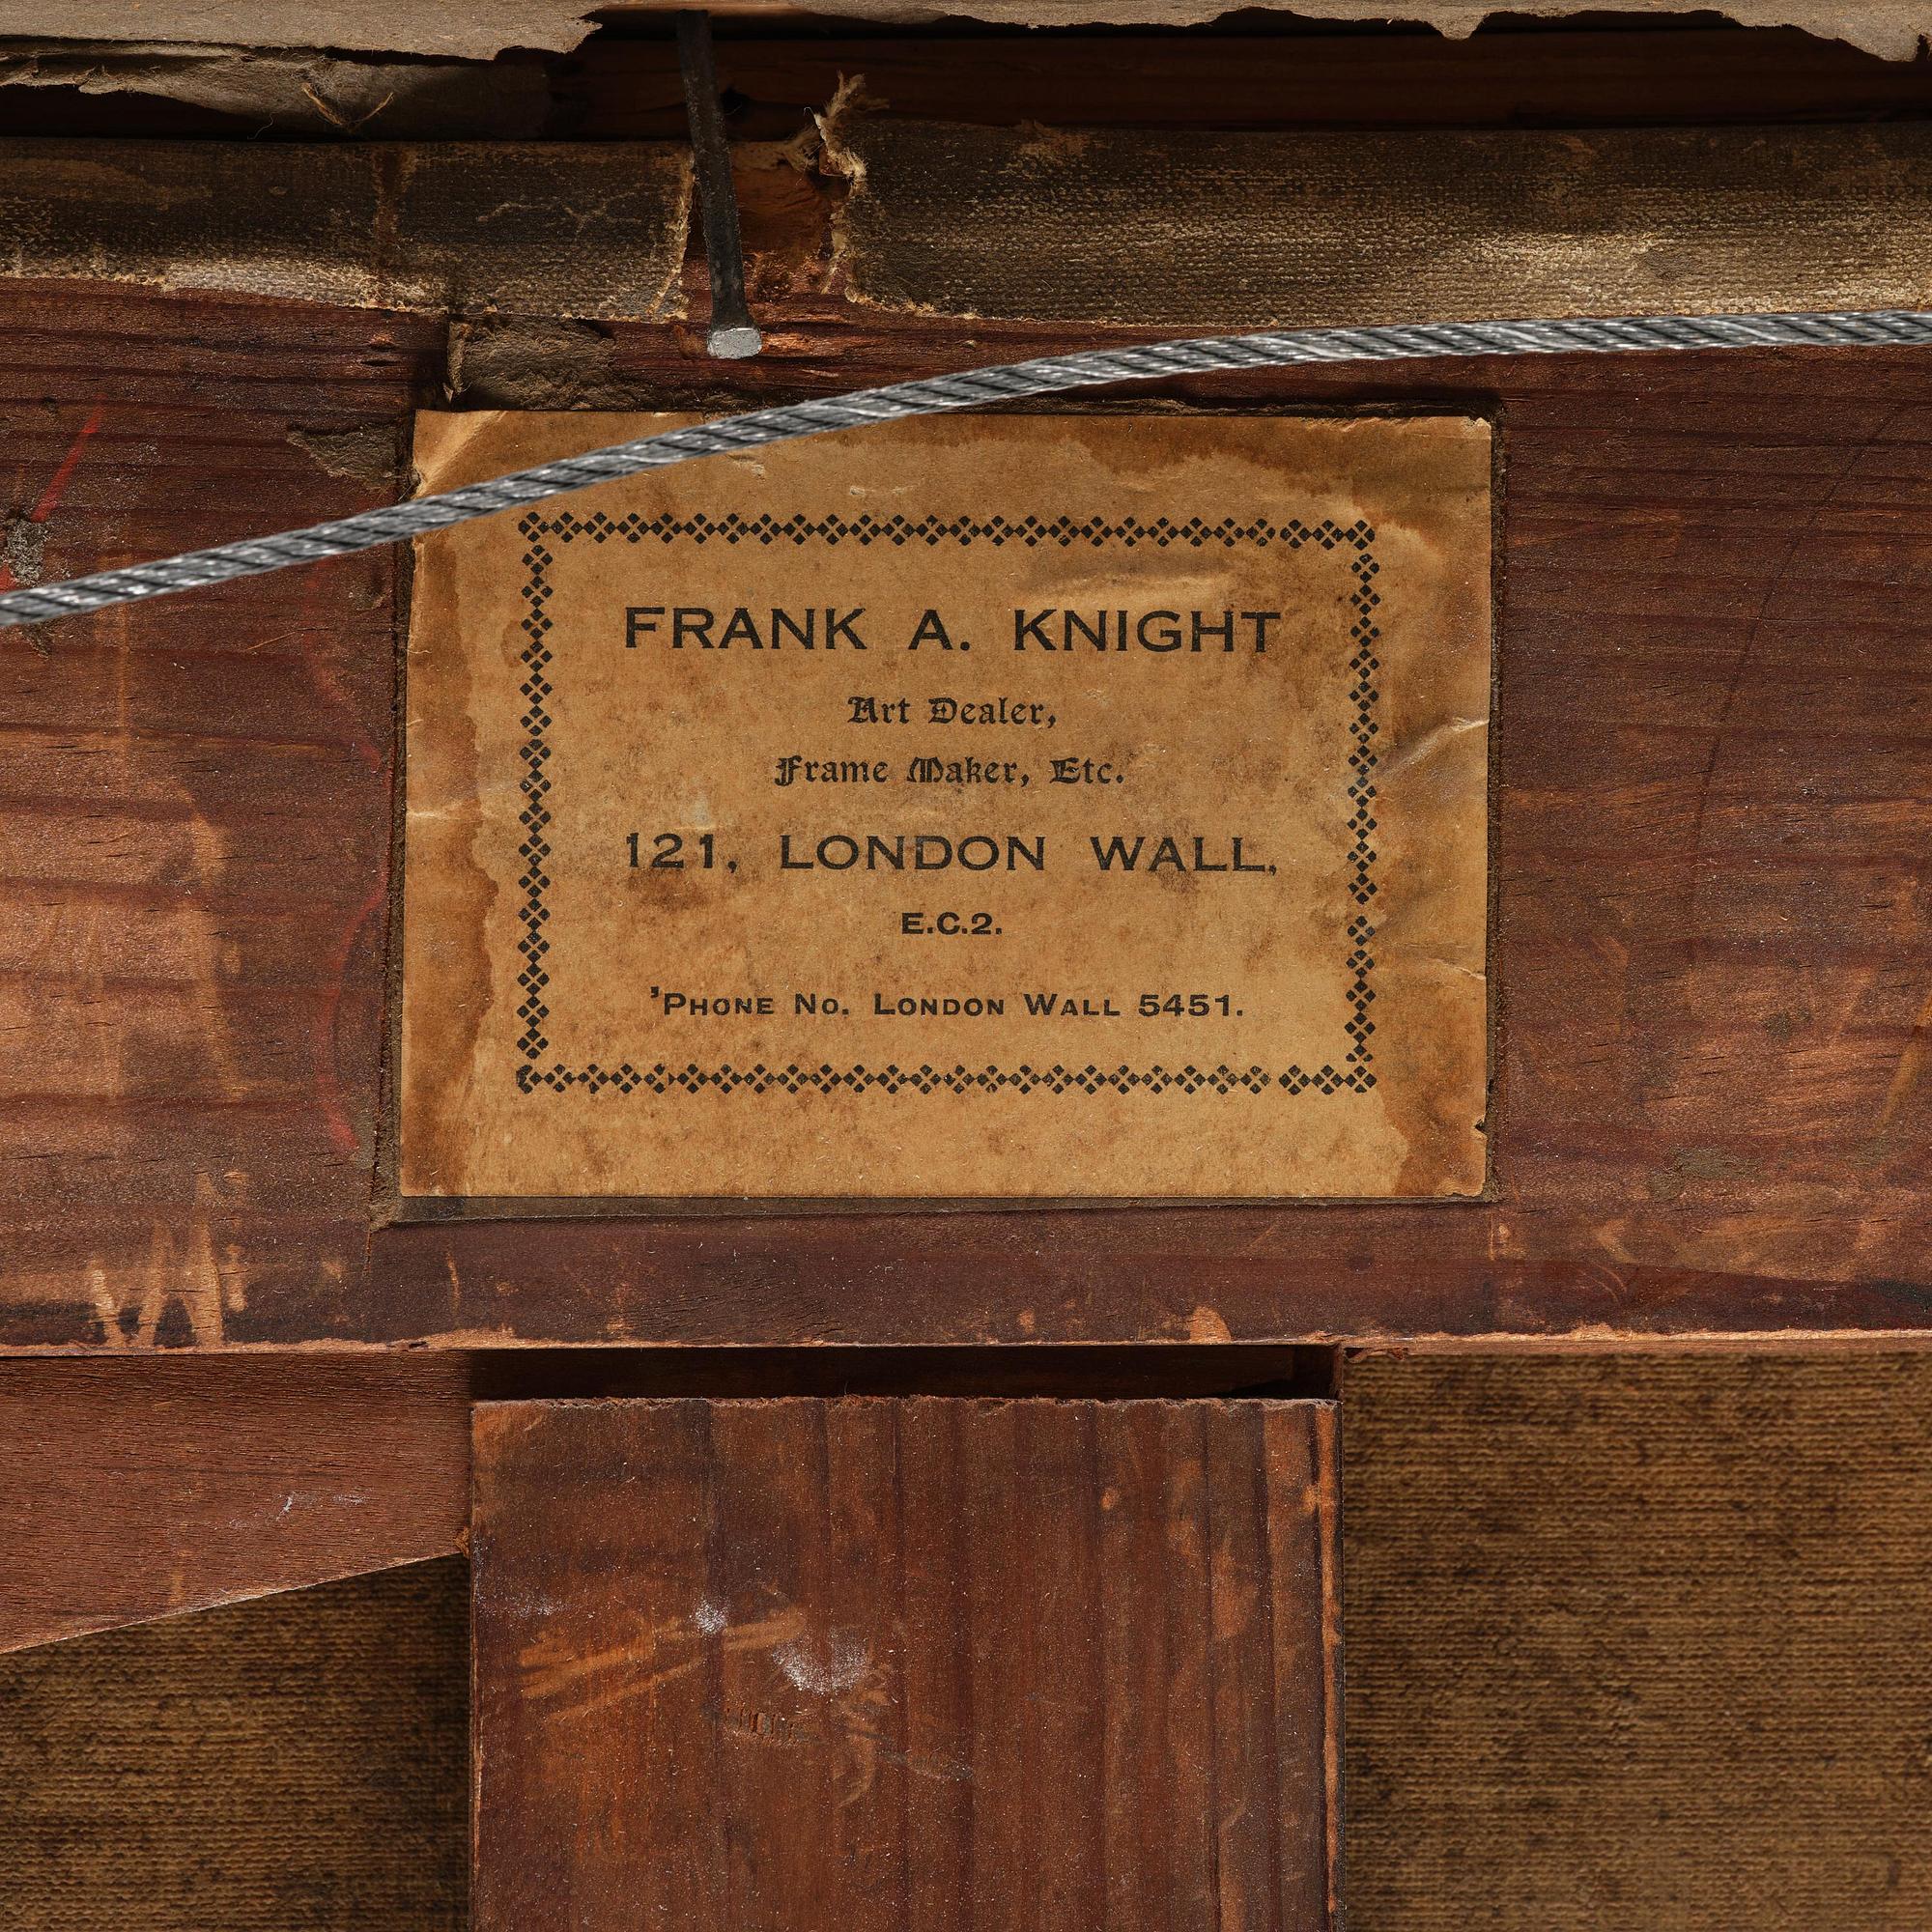 FRANK A. KNIGHT
Art Dealer,
Frame Maker, Etc.
121, LONDON WALL,
E.C.2.
'PHONE NO. LONDON WALL 5451.